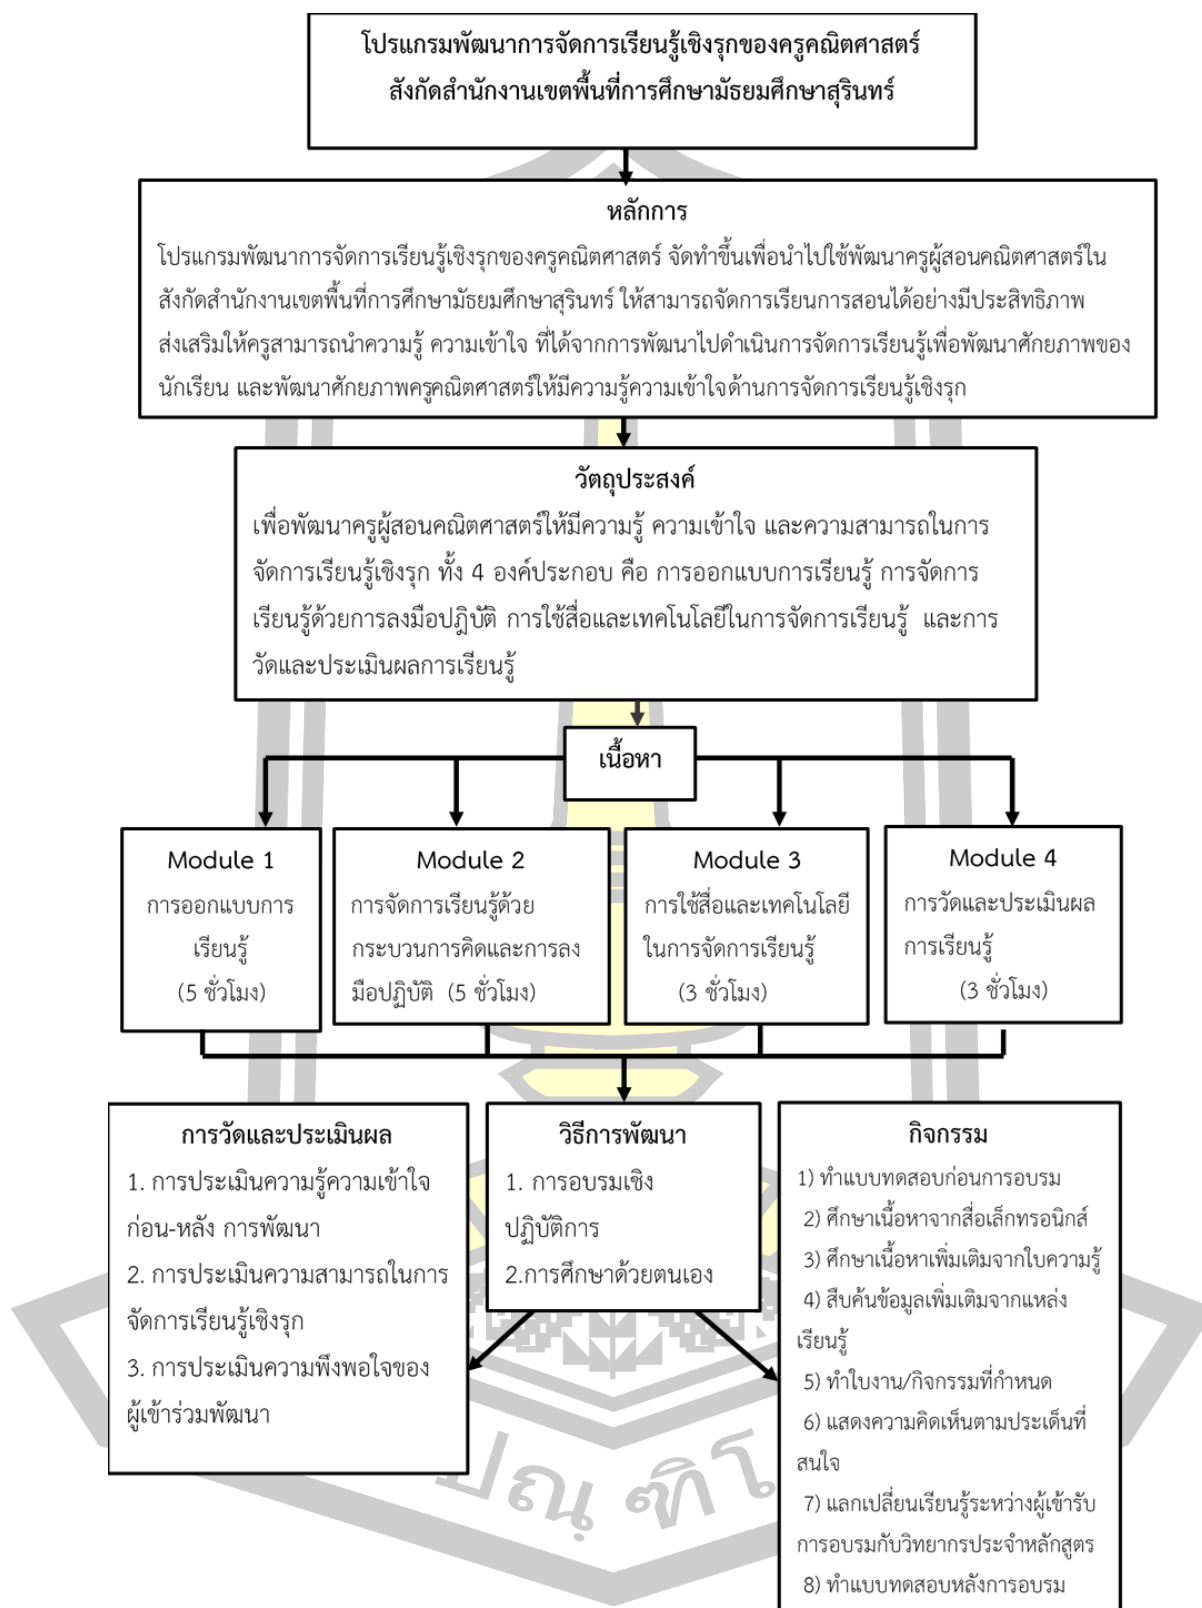 โปรแกรมพัฒนาการจัดการเรียนรู้เชิงรุกของครูคณิตศาสตร์
สังกัดสำนักงานเขตพื้นที่การศึกษามัธยมศึกษาสุรินทร์
หลักการ
โปรแกรมพัฒนาการจัดการเรียนรู้เชิงรุกของครูคณิตศาสตร์ จัดทำขึ้นเพื่อนำไปใช้พัฒนาครูผู้สอนคณิตศาสตร์ใน
สังกัดสำนักงานเขตพื้นที่การศึกษามัธยมศึกษาสุรินทร์ ให้สามารถจัดการเรียนการสอนได้อย่างมีประสิทธิภาพ
ส่งเสริมให้ครูสามารถนำความรู้ ความเข้าใจ ที่ได้จากการพัฒนาไปดำเนินการจัดการเรียนรู้เพื่อพัฒนาศักยภาพของ
นักเรียน และพัฒนาศักยภาพครูคณิตศาสตร์ให้มีความรู้ความเข้าใจด้านการจัดการเรียนรู้เชิงรุก
วัตถุประสงค์
เพื่อพัฒนาครูผู้สอนคณิตศาสตร์ให้มีความรู้ ความเข้าใจ และความสามารถในการ
จัดการเรียนรู้เชิงรุก ทั้ง 4 องค์ประกอบ คือ การออกแบบการเรียนรู้ การจัดการ
เรียนรู้ด้วยการลงมือปฏิบัติ การใช้สื่อและเทคโนโลยีในการจัดการเรียนรู้ และการ
วัดและประเมินผลการเรียนรู้
เนื้อหา
Module 1
การออกแบบการ
เรียนรู้
(5 ชั่วโมง)
Module 2
การจัดการเรียนรู้ด้วย
กระบวนการคิดและการลง
มือปฏิบัติ (5 ชั่วโมง)
Module 3
การใช้สื่อและเทคโนโลยี
ในการจัดการเรียนรู้
(3 ชั่วโมง)
Module 4
การวัดและประเมินผล
การเรียนรู้
(3 ชั่วโมง)
การวัดและประเมินผล
1. การประเมินความรู้ความเข้าใจ
ก่อน-หลัง การพัฒนา
2. การประเมินความสามารถในการ
จัดการเรียนรู้เชิงรุก
3. การประเมินความพึงพอใจของ
ผู้เข้าร่วมพัฒนา
วิธีการพัฒนา
1. การอบรมเชิง
ปฏิบัติการ
2.การศึกษาด้วยตนเอง
กิจกรรม
1) ทำแบบทดสอบก่อนการอบรม
2) ศึกษาเนื้อหาจากสื่อเล็กทรอนิกส์
3) ศึกษาเนื้อหาเพิ่มเติมจากใบความรู้
4) สืบค้นข้อมูลเพิ่มเติมจากแหล่ง
เรียนรู้
5) ทำใบงาน/กิจกรรมที่กำหนด
6) แสดงความคิดเห็นตามประเด็นที่
สนใจ
7) แลกเปลี่ยนเรียนรู้ระหว่างผู้เข้ารับ
การอบรมกับวิทยากรประจำหลักสูตร
8) ทำแบบทดสอบหลังการอบรม
ปณฺ ฑิโ